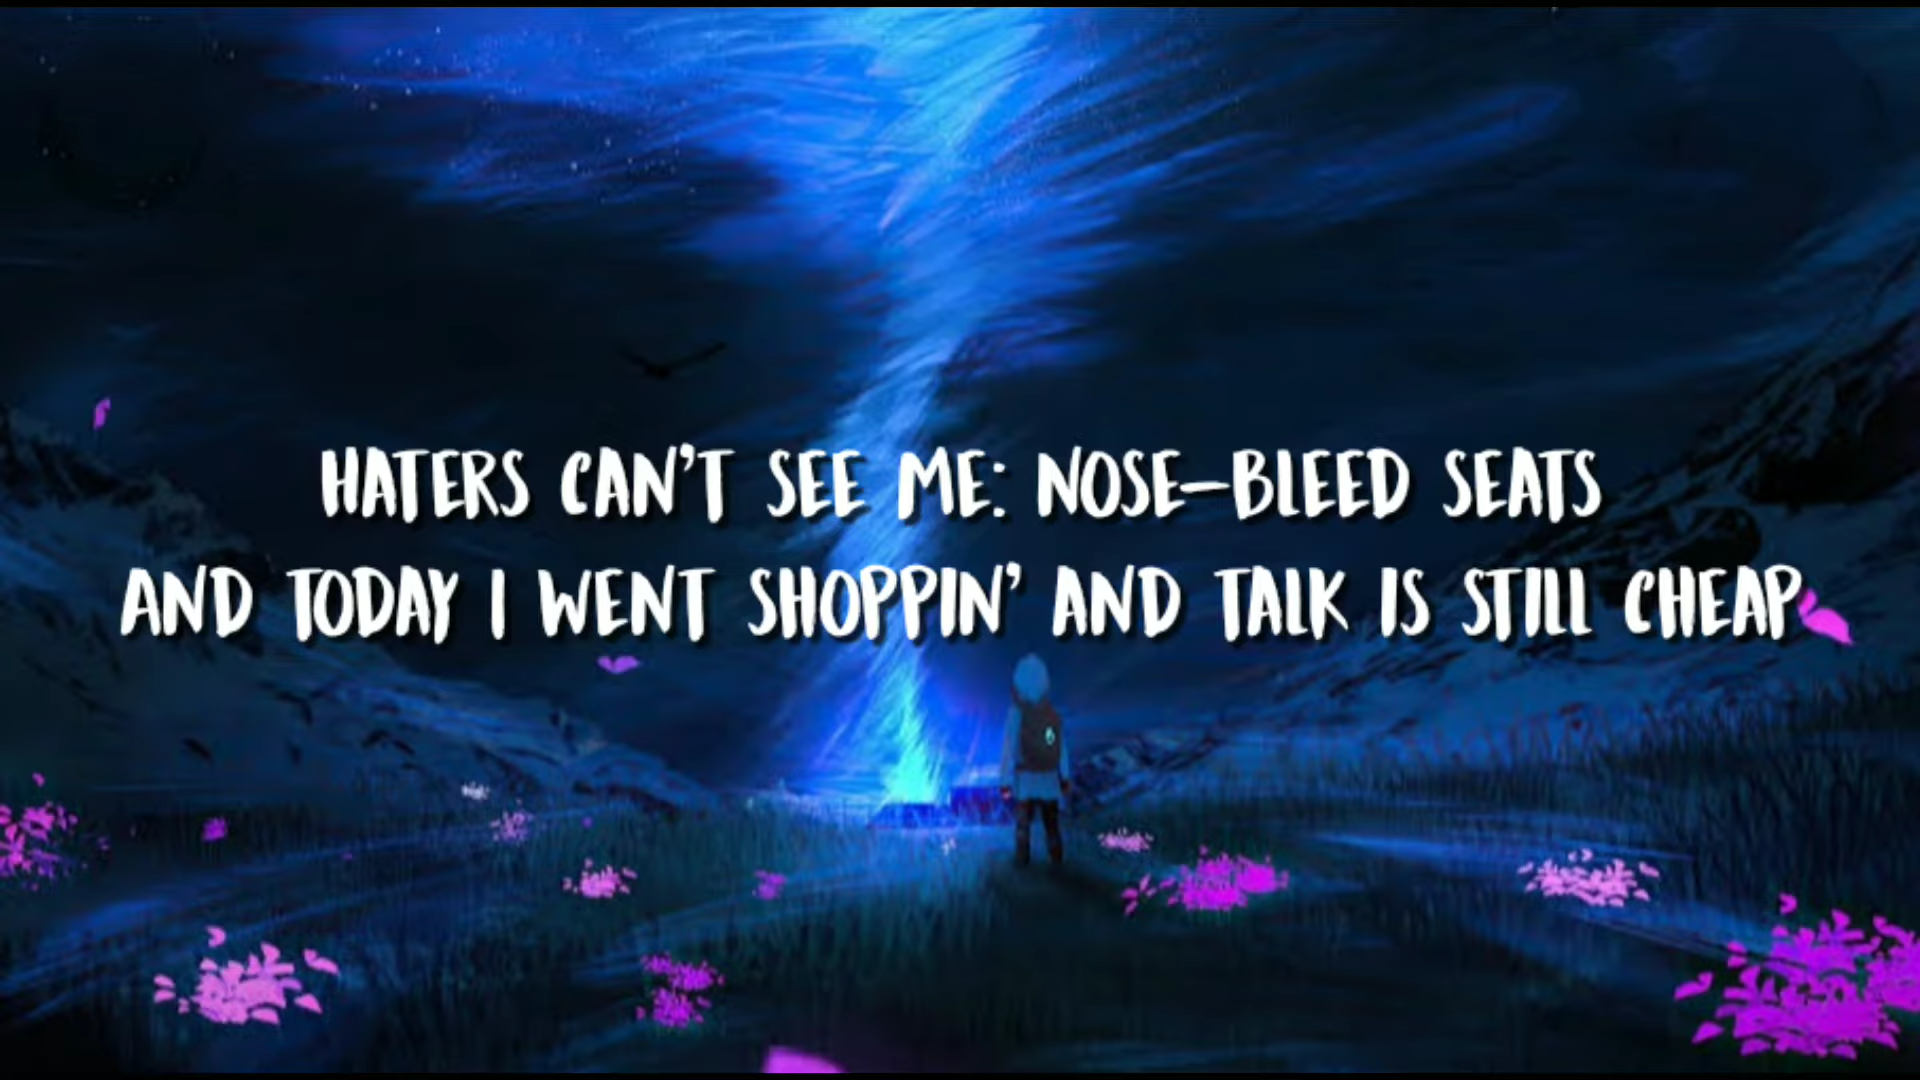 HATERS CAN'T SEE ME: NOSE-BLEED SEATS
AND TODAY I WENT SHOPPIN' AND TALK IS STILL CHEAP